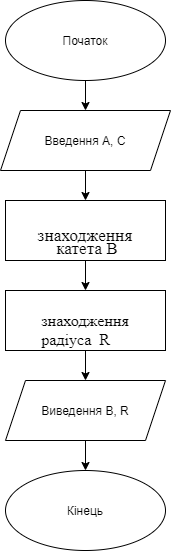 Початок
Введення A, C
знаходження
катета B
знаходження
радіуса R
Виведення B, R
Кінець